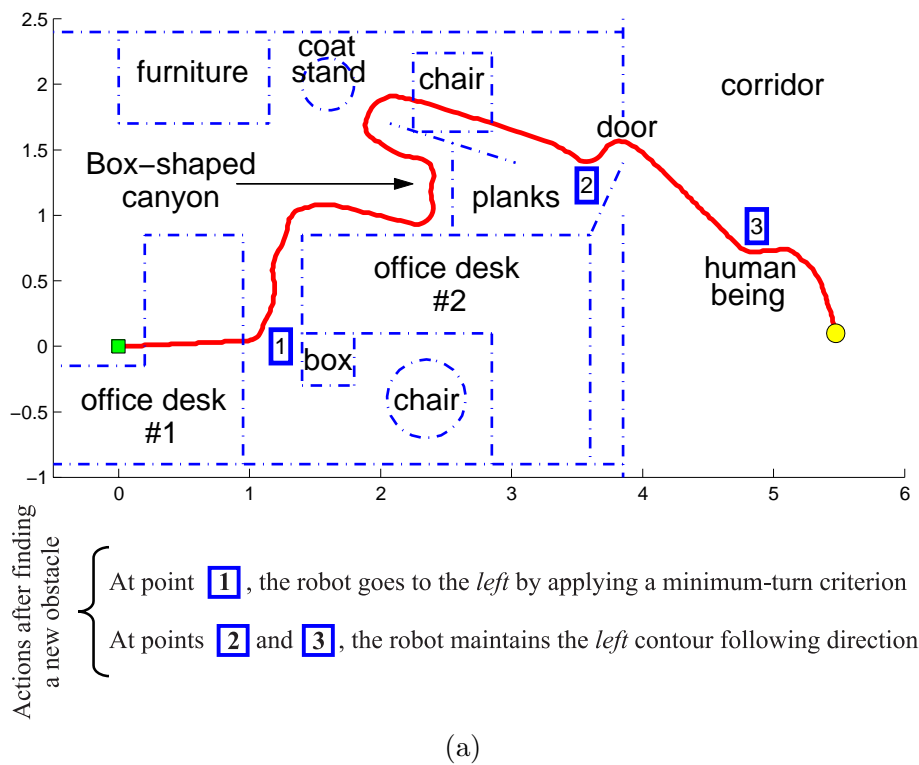 2.5
2
1.5
1
0.5
0
−0.5
−1
coat
stand
furniture
chair
corridor
door
Box−shaped
canyon
planks
2
3
office desk
#2
human
being
1
box
office desk
#1
chair
0
1
2
3
4
5
6
Actions after finding
a new obstacle
At point 1, the robot goes to the left by applying a minimum-turn criterion
At points 2 and 3, the robot maintains the left contour following direction
(a)